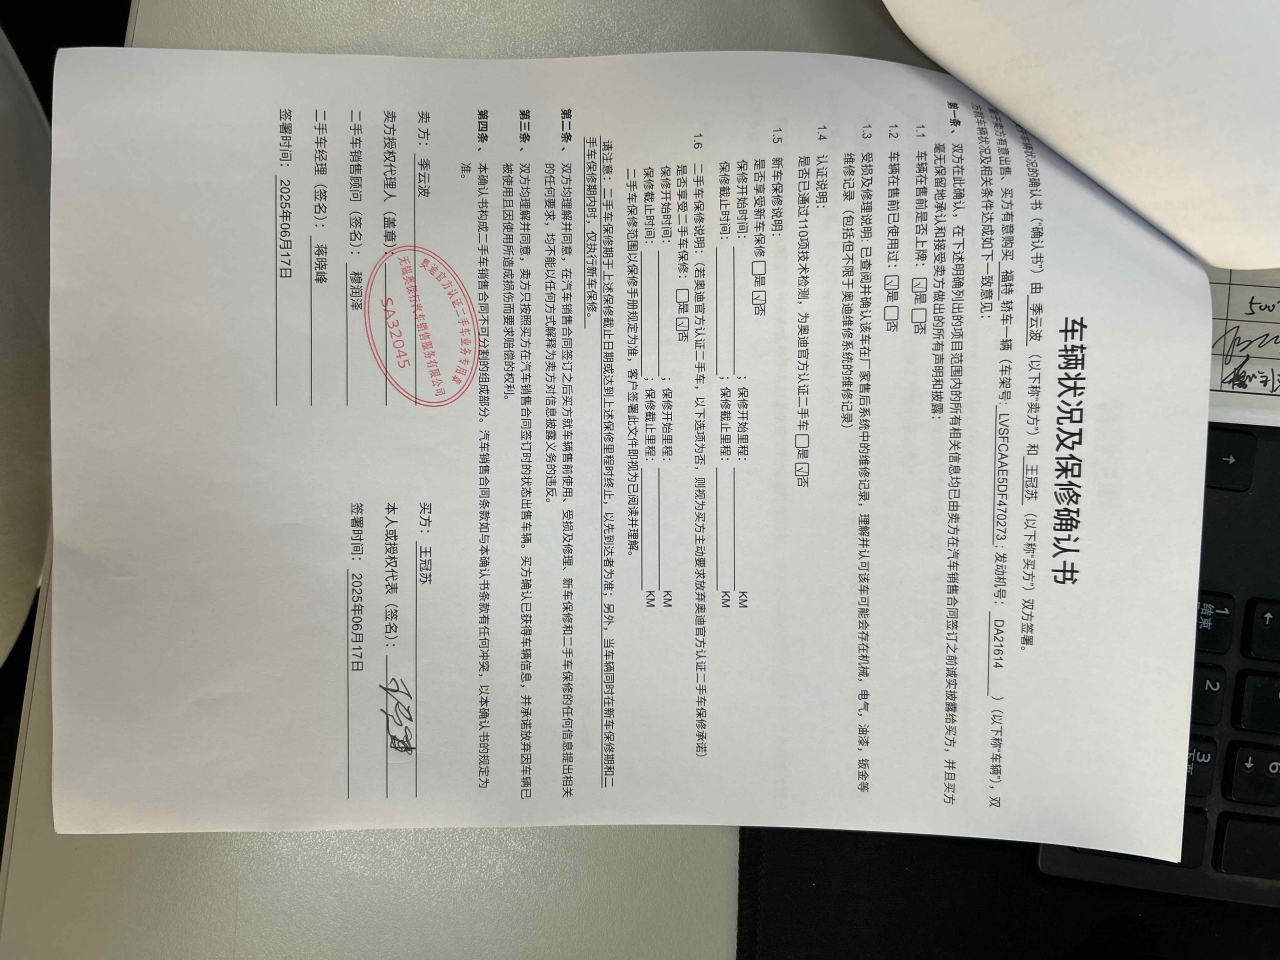 车辆状况及保修确认书
车辆状况的确认书（“确认书”）由 季云波 （以下称“卖方”）和 王冠苏 （以下称“买方”）双方签署。
于卖方有意出售、买方有意购买 福特 轿车一辆（车架号: LVSFCAAE5DF470273 ; 发动机号: DA21614 ）（以下称“车辆”），双
方就车辆状况及相关条件达成如下一致意见：
第一条、 双方在此确认，在下述明确列出的项目范围内的所有相关信息均已由卖方在汽车销售合同签订之前诚实披露给买方，并且买方
毫无保留地承认和接受卖方做出的所有声明和披露：
1.1 车辆在售前是否上牌： ☑是 □否
1.2 车辆在售前已使用过： ☑是 □否
1.3 受损及修理说明: 已查阅并确认该车在厂家售后系统中的维修记录，理解并认可该车可能会存在机械，电气，油漆，钣金等
维修记录（包括但不限于奥迪维修系统的维修记录）
1.4 认证说明：
是否已通过110项技术检测，为奥迪官方认证二手车 □是 ☑否
1.5 新车保修说明：
是否享受新车保修 □是 ☑否
保修开始时间： ； 保修开始里程： KM
保修截止时间： ； 保修截止里程： KM
1.6 二手车保修说明：（若奥迪官方认证二手车，以下选项为否，则视为买方主动要求放弃奥迪官方认证二手车保修承诺）
是否享受二手车保修： □是 ☑否
保修开始时间： ； 保修开始里程： KM
保修截止时间： ； 保修截止里程： KM
二手车保修范围以保修手册规定为准，客户签署此文件即视为已阅读并理解。
请注意：二手车保修期于上述保修截止日期或达到上述保修里程时终止，以先到达者为准；另外，当车辆同时在新车保修期和二
手车保修期内时，仅执行新车保修。
第二条、 双方均理解并同意，在汽车销售合同签订之后买方就车辆售前使用、受损及修理、新车保修和二手车保修的任何信息提出相关
的任何要求，均不能以任何方式解释为卖方对信息披露义务的违反。
第三条、 双方均理解并同意，卖方只按照买方在汽车销售合同签订时的状态出售车辆。买方确认已获得车辆信息，并承诺放弃因车辆已
被使用且因使用所造成损伤而要求赔偿的权利。
第四条、 本确认书构成二手车销售合同不可分割的组成部分。汽车销售合同条款如与本确认书条款有任何冲突，以本确认书的规定为
准。
卖 方： 季云波
买方： 王冠苏
卖方授权代理人（盖章）：
本人或授权代表（签名）：
二手车销售顾问（签名）： 穆润泽
签署时间： 2025年06月17日
二手车经理（签名）： 蒋晓峰
签署时间： 2025年06月17日
奥迪官方认证二手车业务专用章
SA32045
500
1
结束
2
3
6